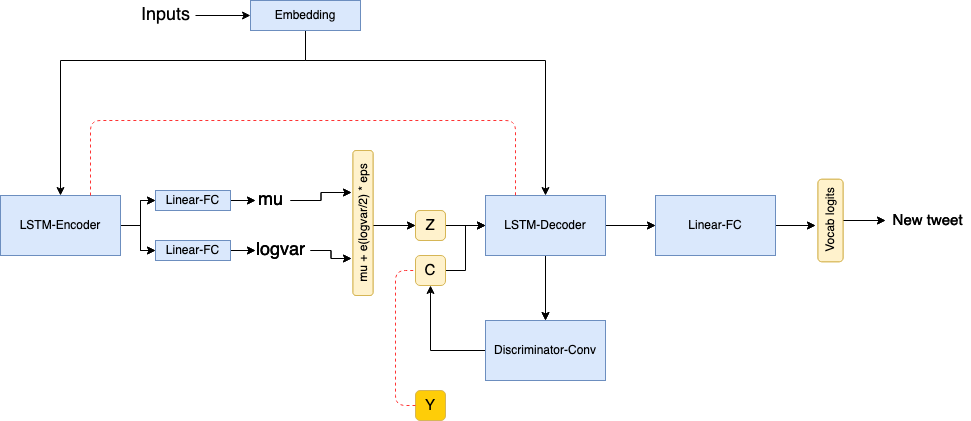 Inputs
Embedding
LSTM-Encoder
Linear-FC
mu
Linear-FC
logvar
mu + e(logvar/2) * eps
Z
C
Y
LSTM-Decoder
Discriminator-Conv
Linear-FC
Vocab logits
New tweet